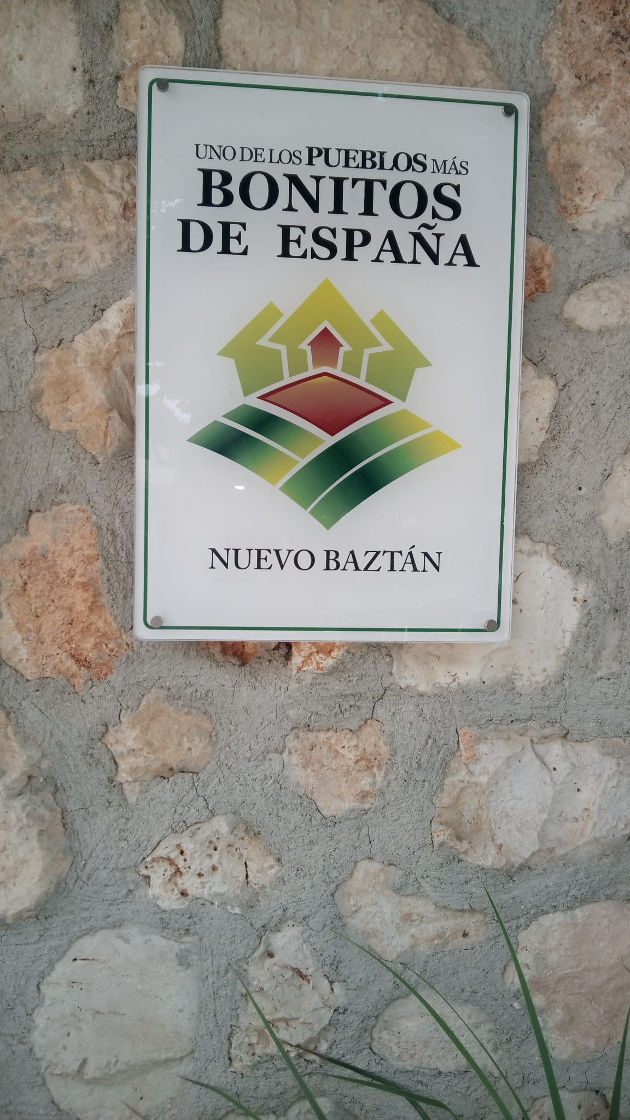 UNO DE LOS PUEBLOS MÁS
BONITOS
DE ESPAÑA
NUEVO BAZTÁN